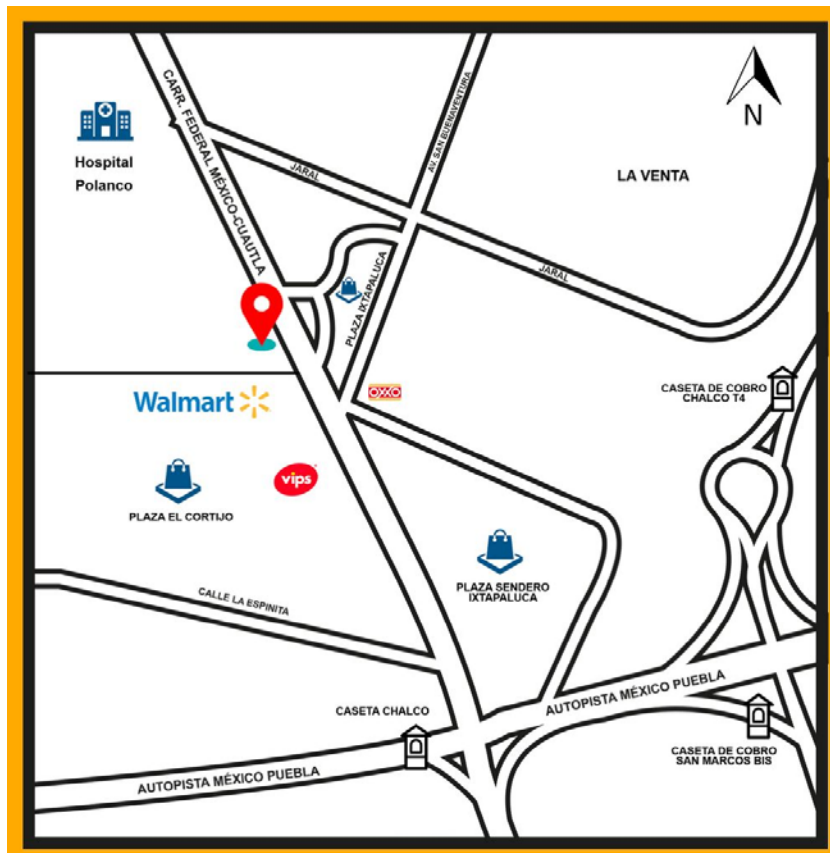 CARR. FEDERAL MÉXICO-CUAUTLA
AV. SAN BUENAVENTURA
N
Hospital
Polanco
JARAL
LA VENTA
JARAL
PLAZA IXTAPALUCA
CASETA DE COBRO
CHALCO T4
Walmart
OXXO
vips
PLAZA EL CORTIJO
PLAZA SENDERO
IXTAPALUCA
CALLE LA ESPINITA
AUTOPISTA MÉXICO PUEBLA
CASETA CHALCO
CASETA DE COBRO
SAN MARCOS BIS
AUTOPISTA MÉXICO PUEBLA